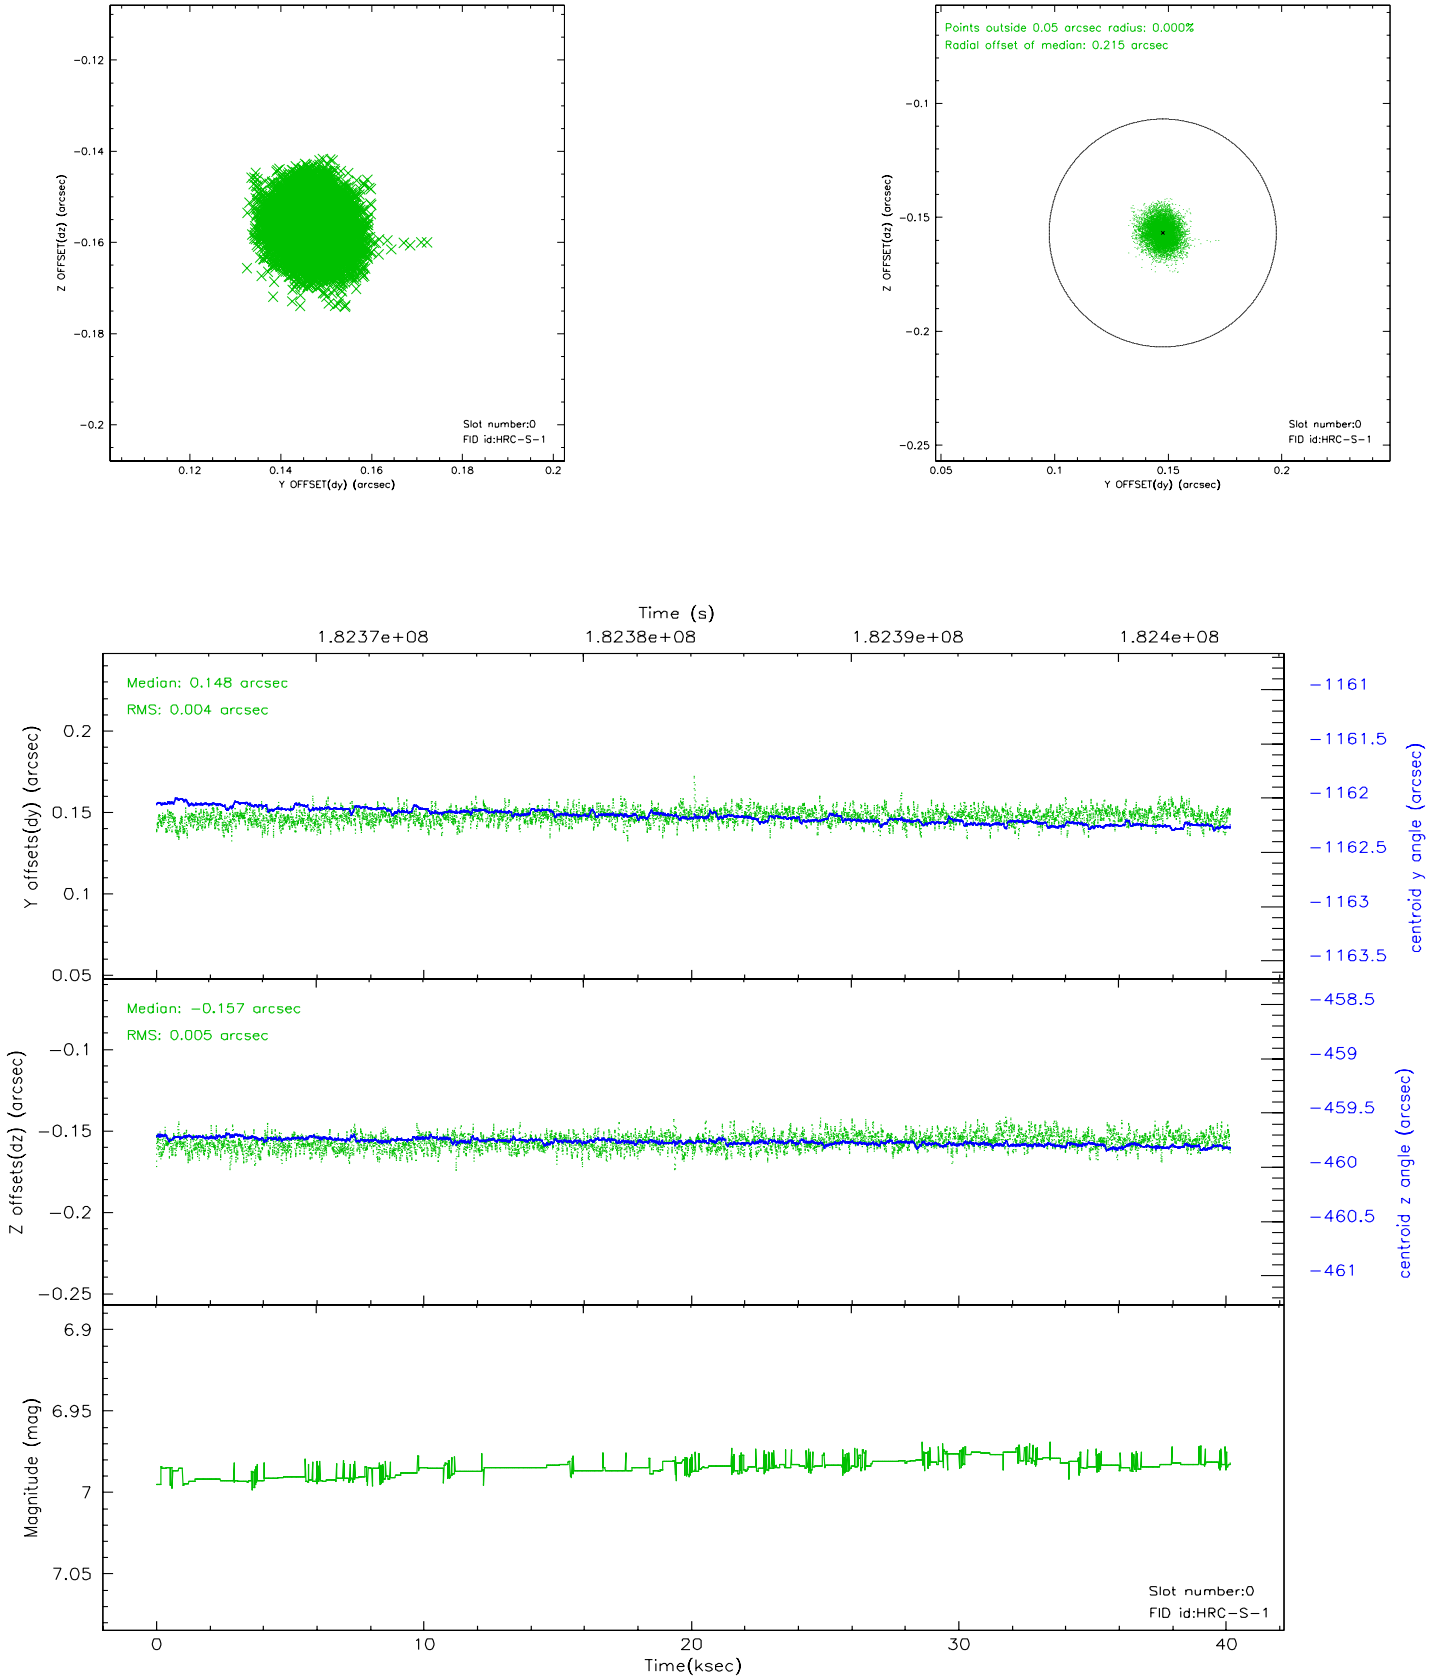 -0.12
-0.14
-0.16
-0.18
-0.2
Z OFFSET(dz) (arcsec)
Slot number:0
FID id:HRC-S-1
0.12 0.14 0.16 0.18 0.2
Y OFFSET(dy) (arcsec)
Points outside 0.05 arcsec radius: 0.000%
Radial offset of median: 0.215 arcsec
-0.1
-0.15
-0.2
-0.25
Z OFFSET(dz) (arcsec)
Slot number:0
FID id:HRC-S-1
0.05 0.1 0.15 0.2
Y OFFSET(dy) (arcsec)
Time (s)
1.8237e+08 1.8238e+08 1.8239e+08 1.824e+08
Median: 0.148 arcsec
RMS: 0.004 arcsec
0.2
0.15
0.1
0.05
Y offsets(dy) (arcsec)
-1161
-1161.5
-1162
-1162.5
-1163
-1163.5
centroid y angle (arcsec)
Median: -0.157 arcsec
RMS: 0.005 arcsec
-0.1
-0.15
-0.2
-0.25
Z offsets(dz) (arcsec)
-458.5
-459
-459.5
-460
-460.5
-461
centroid z angle (arcsec)
6.9
6.95
7
7.05
Magnitude (mag)
Slot number:0
FID id:HRC-S-1
0 10 20 30 40
Time(ksec)